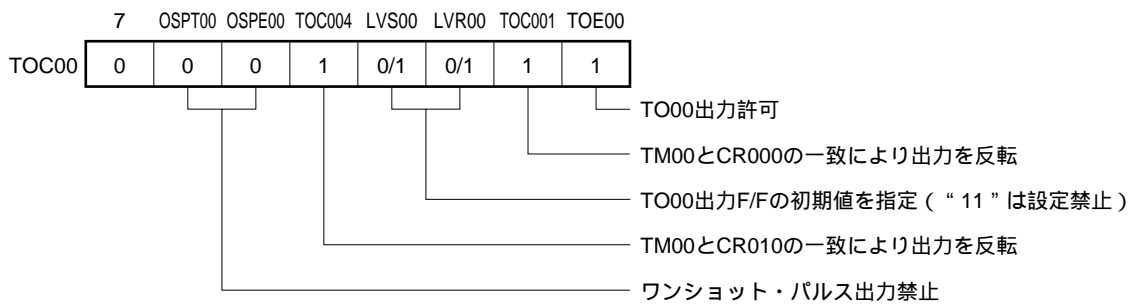 7 OSPT00 OSPE00 TOC004 LVS00 LVR00 TOC001 TOE00
TOC00 0 0 0 1 0/1 0/1 1 1
TO00出力許可
TM00とCR000の一致により出力を反転
TO00出力F/Fの初期値を指定（“11”は設定禁止）
TM00とCR010の一致により出力を反転
ワンショット・パルス出力禁止